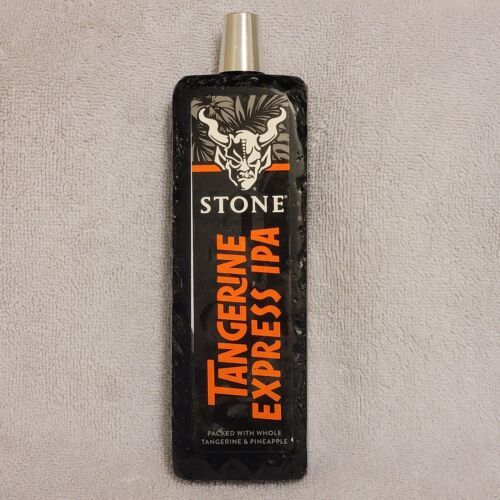 STONE
TANGERINE
EXPRESS IPA
PACKED WITH WHOLE
TANGERINE & PINEAPPLE